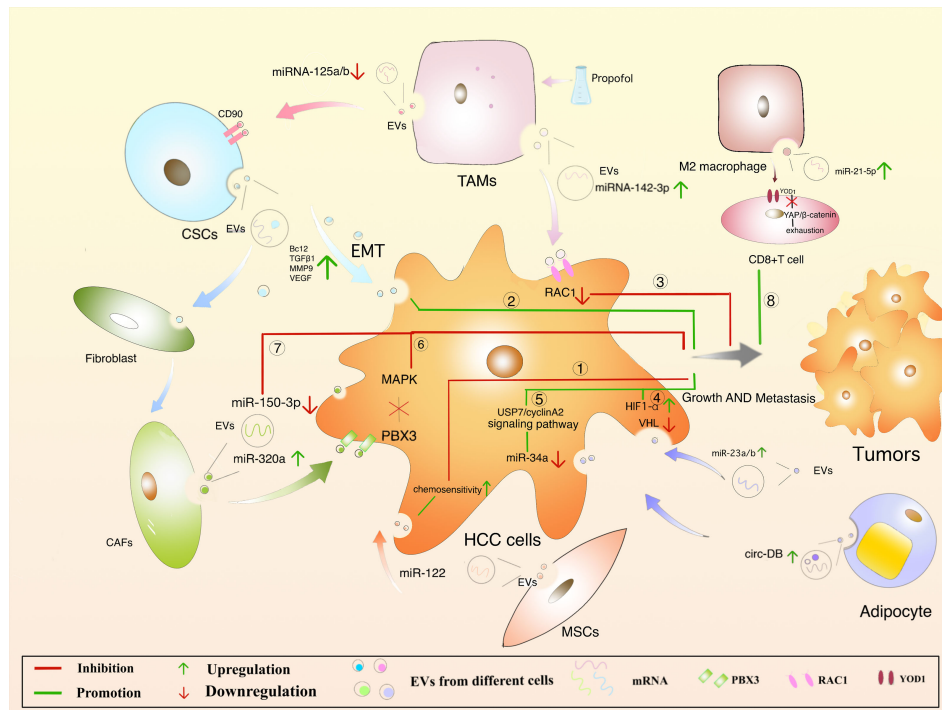 miRNA-125a/b
EVs
Propofol
TAMs
CD90
CSCs
EVs
EVs
miRNA-142-3p
M2 macrophage
miR-21-5p
YOD1
YAP/β-catenin
exhaustion
CD8+T cell
EMT
Bc12
TGFβ1
MMP9
VEGF
RAC1
②
③
⑧
Fibroblast
⑦
⑥
①
MAPK
PBX3
miR-150-3p
EVs
miR-320a
CAFs
⑤
USP7/cyclinA2
signaling pathway
miR-34a
④
HIF1-α
VHL
Growth AND Metastasis
Tumors
miR-23a/b
EVs
chemosensitivity
HCC cells
miR-122
EVs
MSCs
circ-DB
Adipocyte
Inhibition
Promotion
Upregulation
Downregulation
EVs from different cells
mRNA
PBX3
RAC1
YOD1